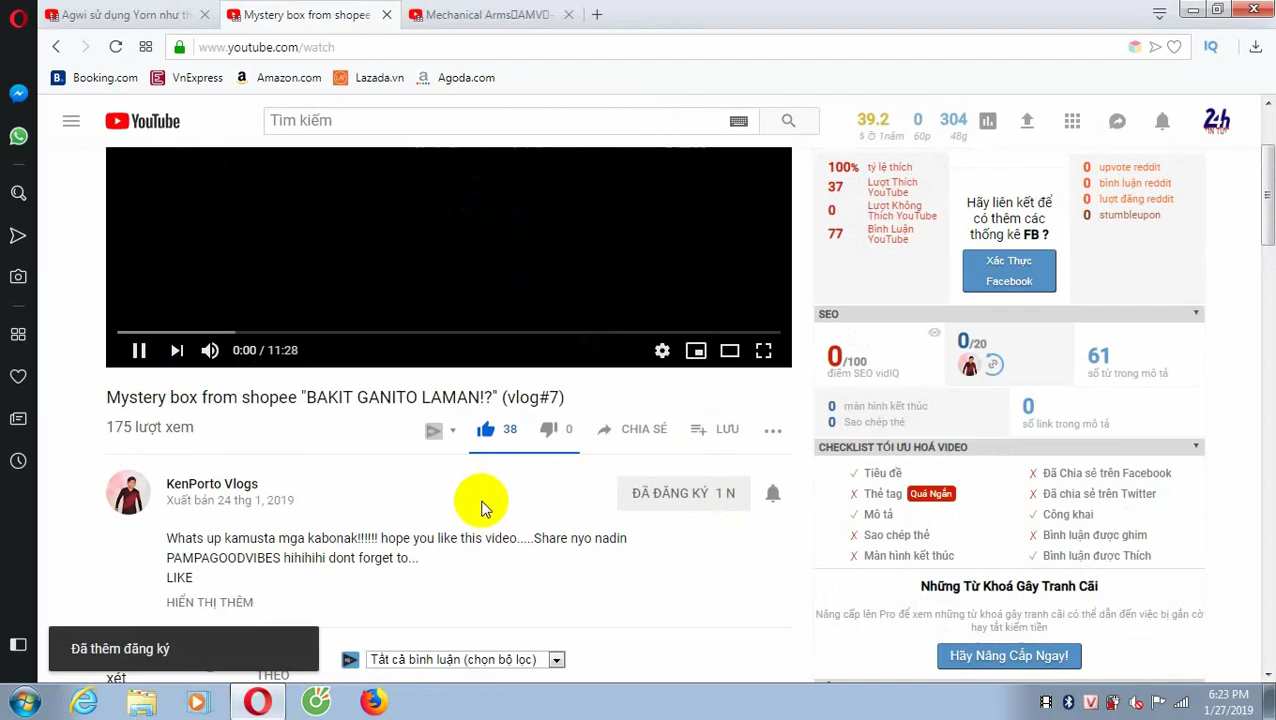 Agwi sử dụng Yorn như th
Mystery box from shopee
Mechanical Arms【AMV】-
www.youtube.com/watch
IQ
B. Booking.com
VnExpress
Amazon.com
Lazada.vn
Agoda.com
YouTube
Tìm kiếm
39.2
$ 1năm
0
60p
304
48g
24h
TIN TỨC
0:00 / 11:28
Mystery box from shopee "BAKIT GANITO LAMAN!?" (vlog#7)
175 lượt xem
38
0
CHIA SẺ
LƯU
KenPorto Vlogs
Xuất bản 24 thg 1, 2019
ĐÃ ĐĂNG KÝ 1 N
Whats up kamusta mga kabonak!!!!!! hope you like this video.....Share nyo nadin
PAMPAGOODVIBES hihihihi dont forget to...
LIKE
HIỂN THỊ THÊM
Đã thêm đăng ký
Tất cả bình luận (chọn bộ lọc)
xét
THEO
100% tỷ lệ thích
37 Lượt Thích
YouTube
0 Lượt Không
Thích YouTube
77 Bình Luận
YouTube
Hãy liên kết để
có thêm các
thống kê FB ?
Xác Thực
Facebook
0 upvote reddit
0 bình luận reddit
0 lượt đăng reddit
0 stumbleupon
SEO
0/100
điểm SEO vidIQ
0/20
61
số từ trong mô tả
0 màn hình kết thúc
0 Sao chép thẻ
0
số link trong mô tả
CHECKLIST TỐI ƯU HOÁ VIDEO
✓ Tiêu đề
✗ Thẻ tag Quá Ngắn
✓ Mô tả
✗ Sao chép thẻ
✗ Màn hình kết thúc
✗ Đã Chia sẻ trên Facebook
✗ Đã chia sẻ trên Twitter
✓ Công khai
✗ Bình luận được ghim
✓ Bình luận được Thích
Những Từ Khoá Gây Tranh Cãi
Nâng cấp lên Pro để xem những từ khoá gây tranh cãi có thể dẫn đến việc bị gắn cờ
hay tắt kiếm tiền
Hãy Nâng Cấp Ngay!
6:23 PM
1/27/2019